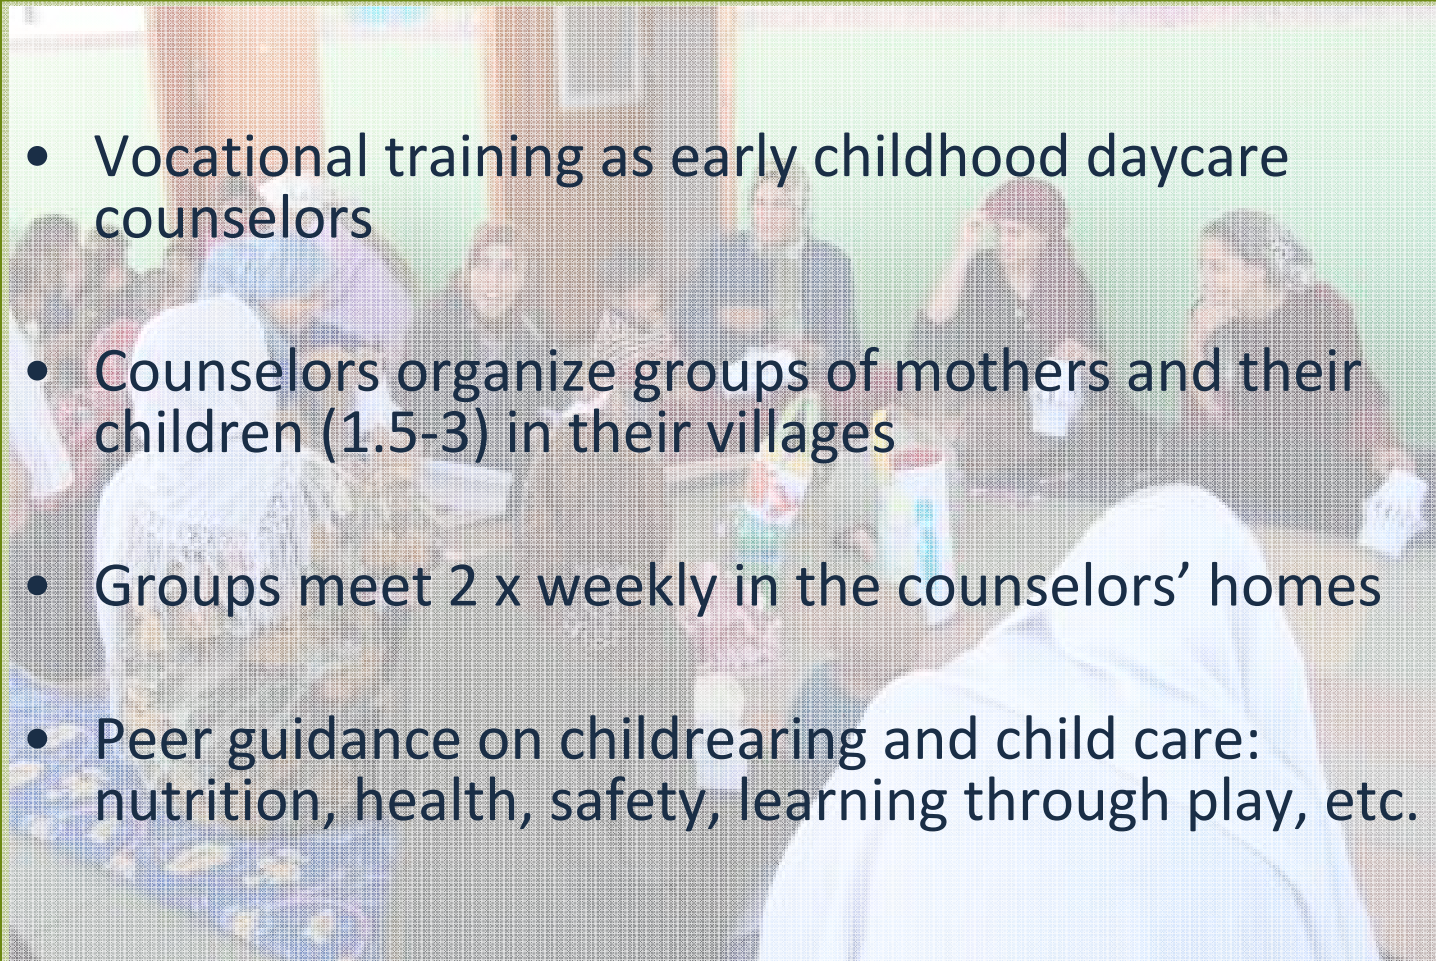 • Vocational training as early childhood daycare
counselors
• Counselors organize groups of mothers and their
children (1.5-3) in their villages
• Groups meet 2 x weekly in the counselors’ homes
• Peer guidance on childrearing and child care:
nutrition, health, safety, learning through play, etc.